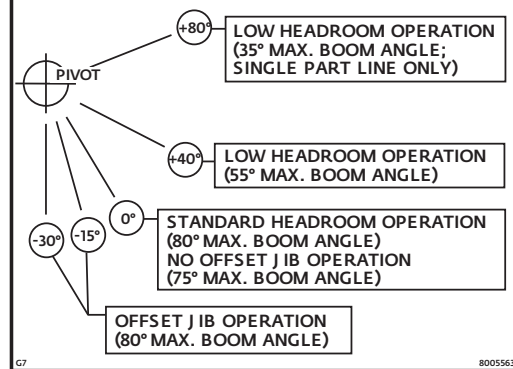 +80°
LOW HEADROOM OPERATION
(35° MAX. BOOM ANGLE;
SINGLE PART LINE ONLY)
PIVOT
+40°
LOW HEADROOM OPERATION
(55° MAX. BOOM ANGLE)
0°
STANDARD HEADROOM OPERATION
(80° MAX. BOOM ANGLE)
NO OFFSET JIB OPERATION
(75° MAX. BOOM ANGLE)
-30°
-15°
OFFSET JIB OPERATION
(80° MAX. BOOM ANGLE)
G7
8005563